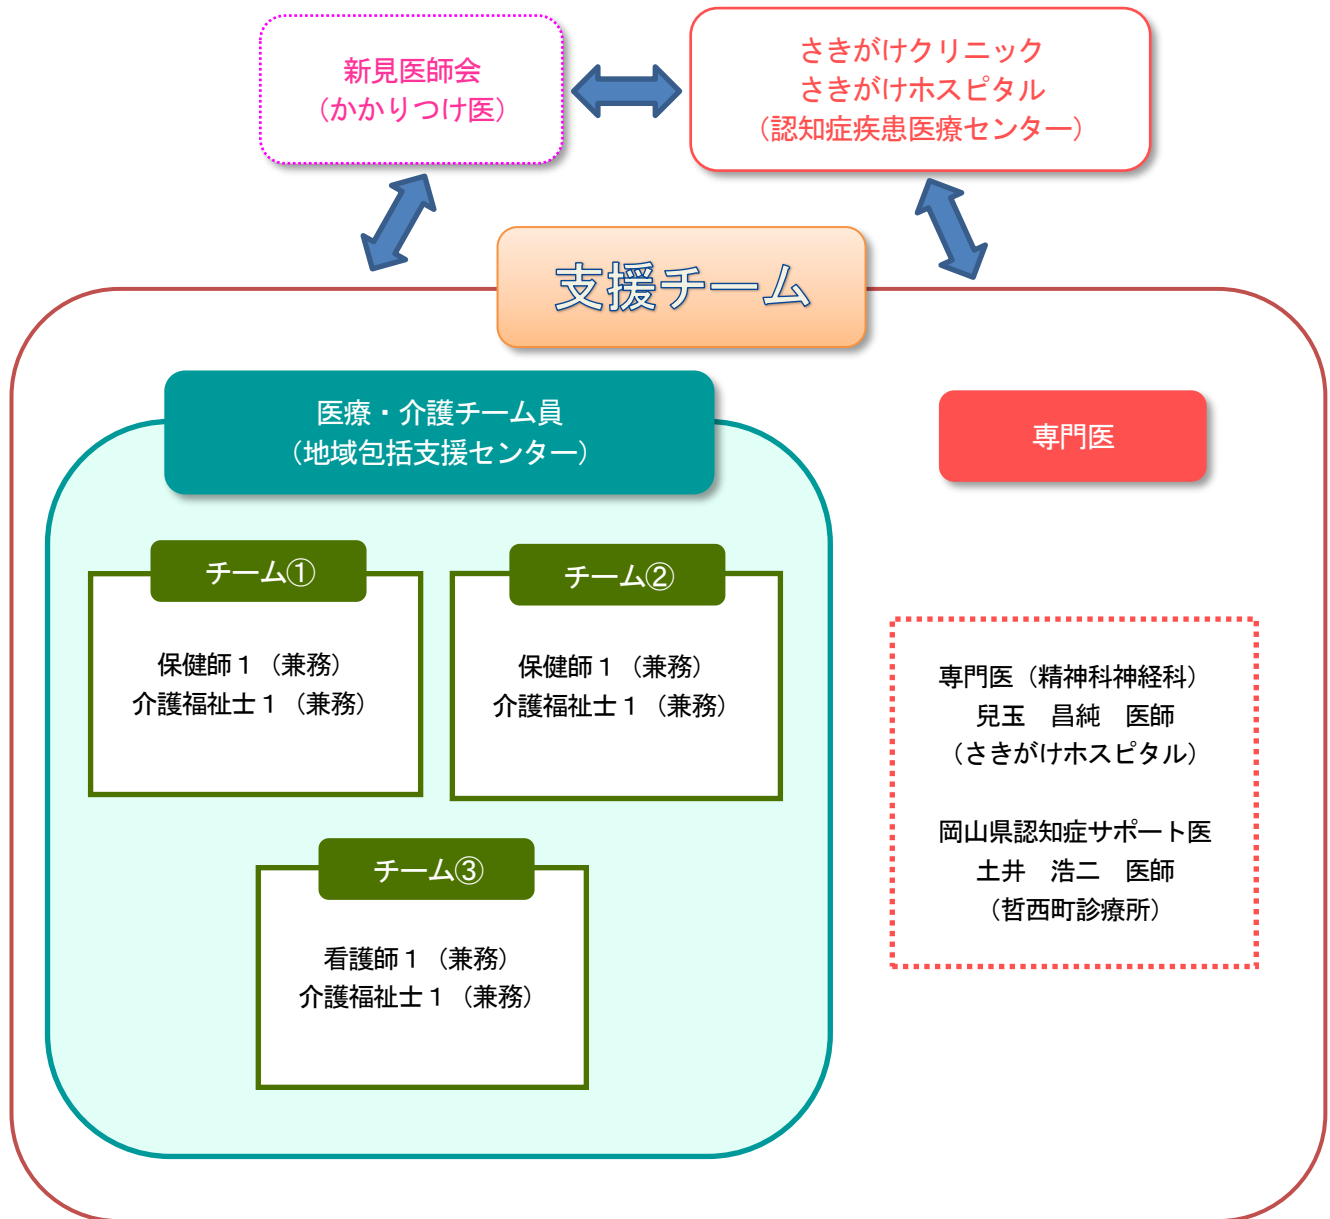 新見医師会
(かかりつけ医)
さきがけクリニック
さきがけホスピタル
(認知症疾患医療センター)
支援チーム
医療・介護チーム員
(地域包括支援センター)
専門医
チーム①
保健師１（兼務）
介護福祉士１（兼務）
チーム②
保健師１（兼務）
介護福祉士１（兼務）
チーム③
看護師１（兼務）
介護福祉士１（兼務）
専門医（精神科神経科）
兒玉　昌純　医師
（さきがけホスピタル）
岡山県認知症サポート医
土井　浩二　医師
（哲西町診療所）